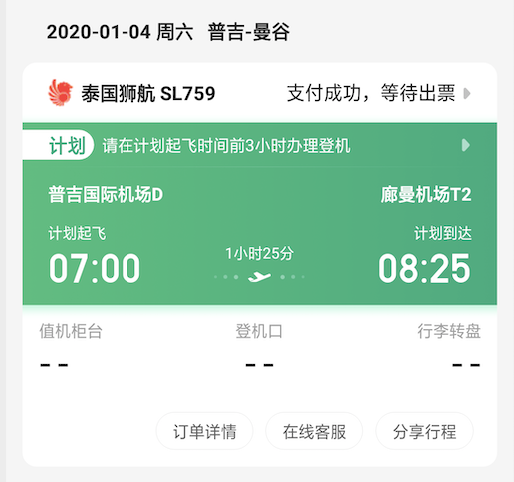 2020-01-04 周六 普吉-曼谷
泰国狮航 SL759 支付成功，等待出票
计划 请在计划起飞时间前3小时办理登机
普吉国际机场D 廊曼机场T2
计划起飞 计划到达
1小时25分
07:00 08:25
值机柜台 登机口 行李转盘
-- -- --
订单详情 在线客服 分享行程